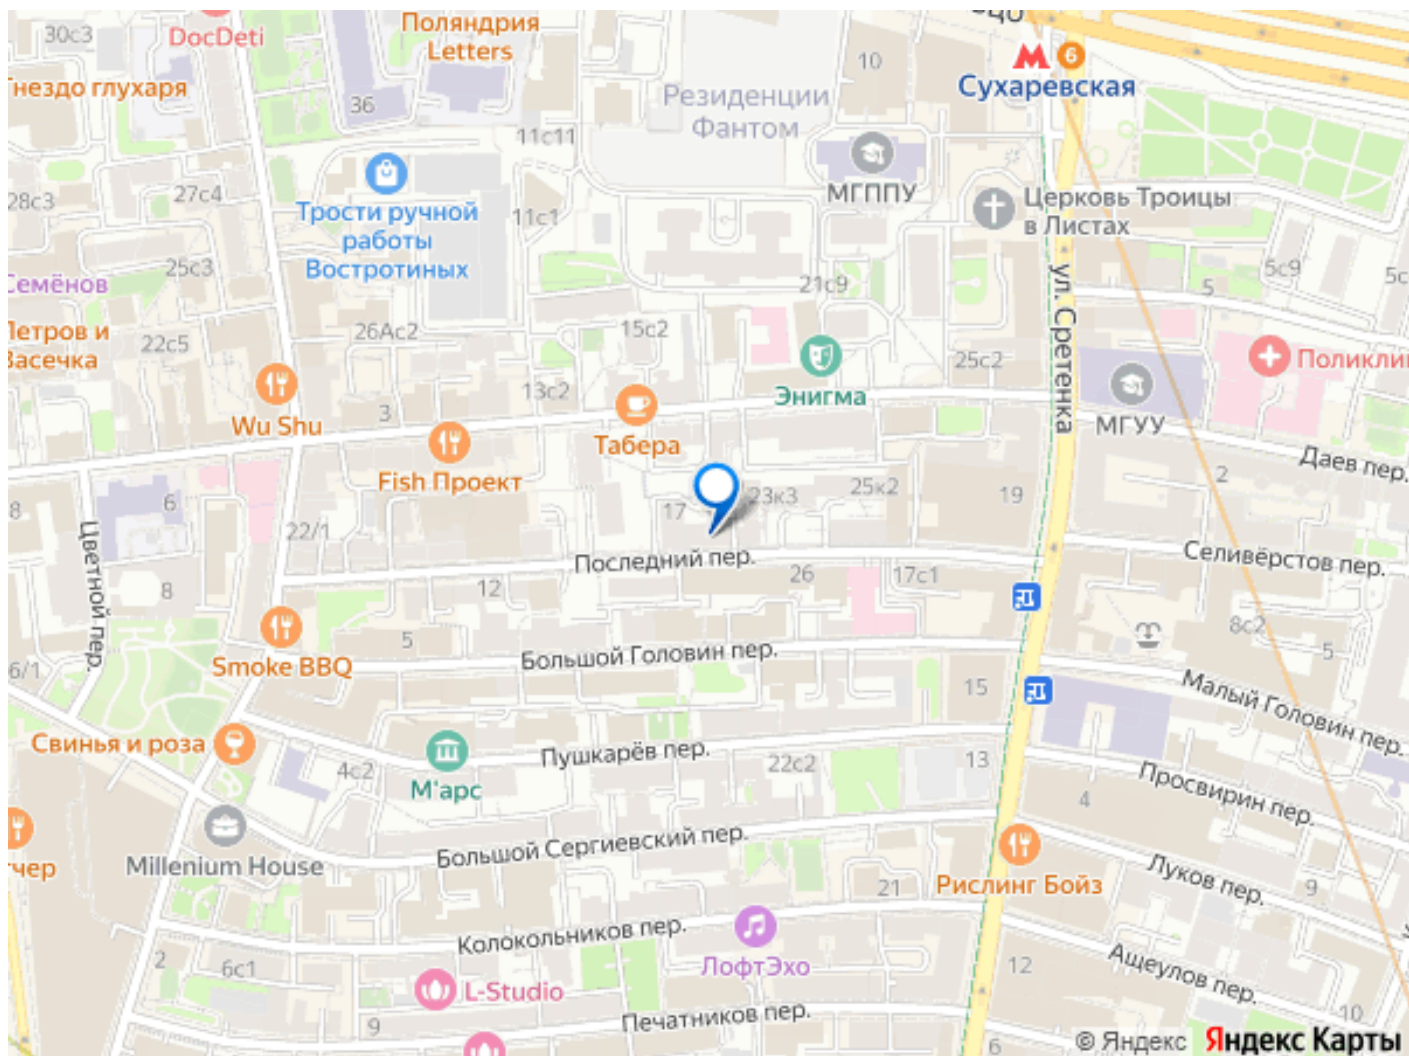 30с3
DocDeti
Поляндрия
Letters
Сухаревская
6
10
гнездо глухаря
36
Резиденции
Фантом
11с11
МГППУ
28с3
27с4
Трости ручной
работы
Востротиных
11с1
Церковь Троицы
в Листах
Семёнов
25с3
21с9
5с9
5
ул. Сретенка
Засечка
22с5
26Ас2
15с2
25с2
Поликли
Энигма
13с2
МГУУ
Wu Shu
3
Табера
Fish Проект
Даев пер.
2
8
6
22/1
17
23к3
25к2
19
Цветной пер.
Последний пер.
Селивёрстов пер.
8
12
26
17с1
5
8с2
5
6/1
Smoke BBQ
Большой Головин пер.
15
Малый Головин пер.
Свинья и роза
4с2
М'арс
Пушкарёв пер.
22с2
13
Просвирин пер.
4
Millenium House
Большой Сергиевский пер.
21
Рислинг Бойз
Луков пер.
9
Колокольников пер.
2
6с1
L-Studio
ЛофтЭхо
12
Ащеулов пер.
10
9
Печатников пер.
6
© Яндекс Яндекс Карты